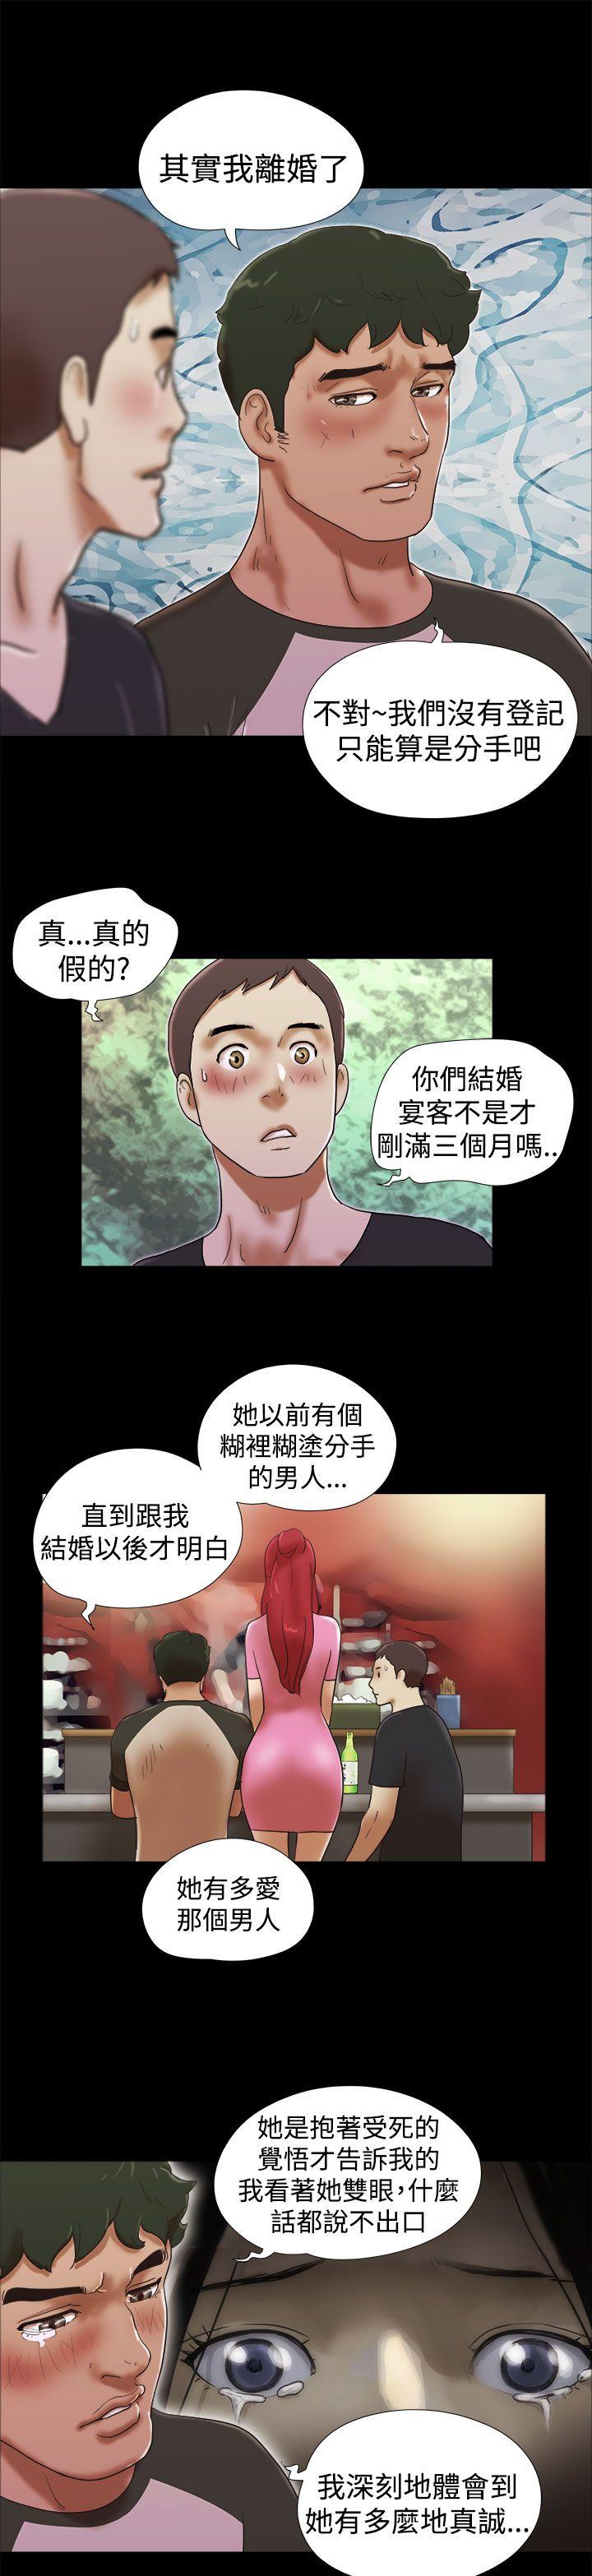 其實我離婚了
不對~我們沒有登記
只能算是分手吧
真...真的
假的?
你們結婚
宴客不是才
剛滿三個月嗎..
她以前有個
糊裡糊塗分手
的男人...
直到跟我
結婚以後才明白
她有多愛
那個男人
她是抱著受死的
覺悟才告訴我的
我看著她雙眼，什麼
話都說不出口
我深刻地體會到
她有多麼地真誠...